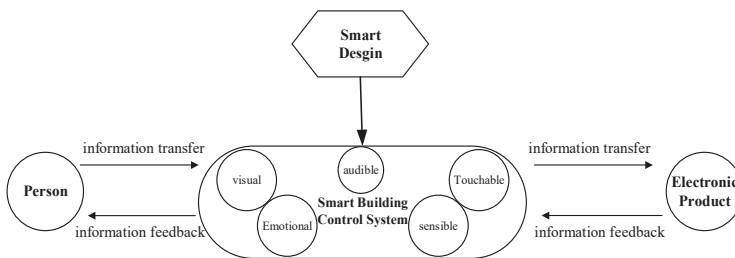 Smart
Desgin
information transfer
information transfer
audible
visual
Touchable
Person
Smart Building
Control System
Electronic
Product
Emotional
sensible
information feedback
information feedback